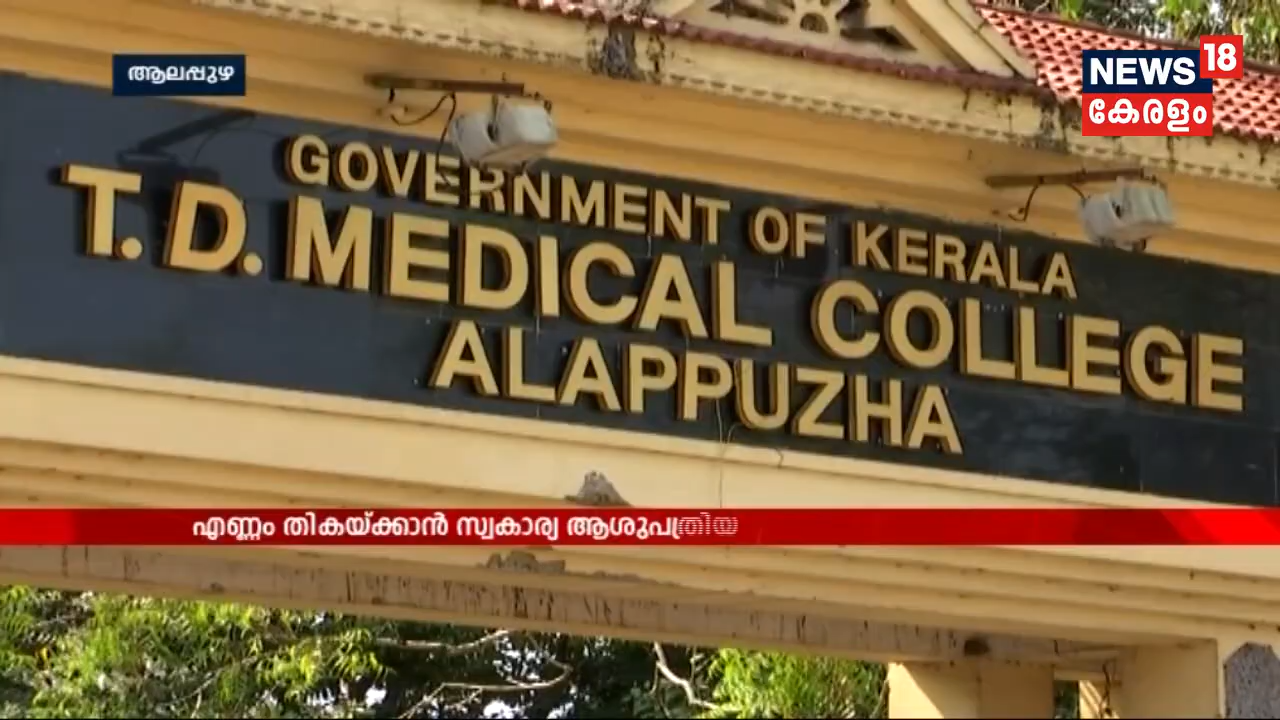 ആലപ്പുഴ
NEWS 18
കേരളം
GOVERNMENT OF KERALA
T.D. MEDICAL COLLEGE
ALAPPUZHA
എണ്ണം തികയ്ക്കാൻ സ്വകാര്യ ആശുപത്രിയ